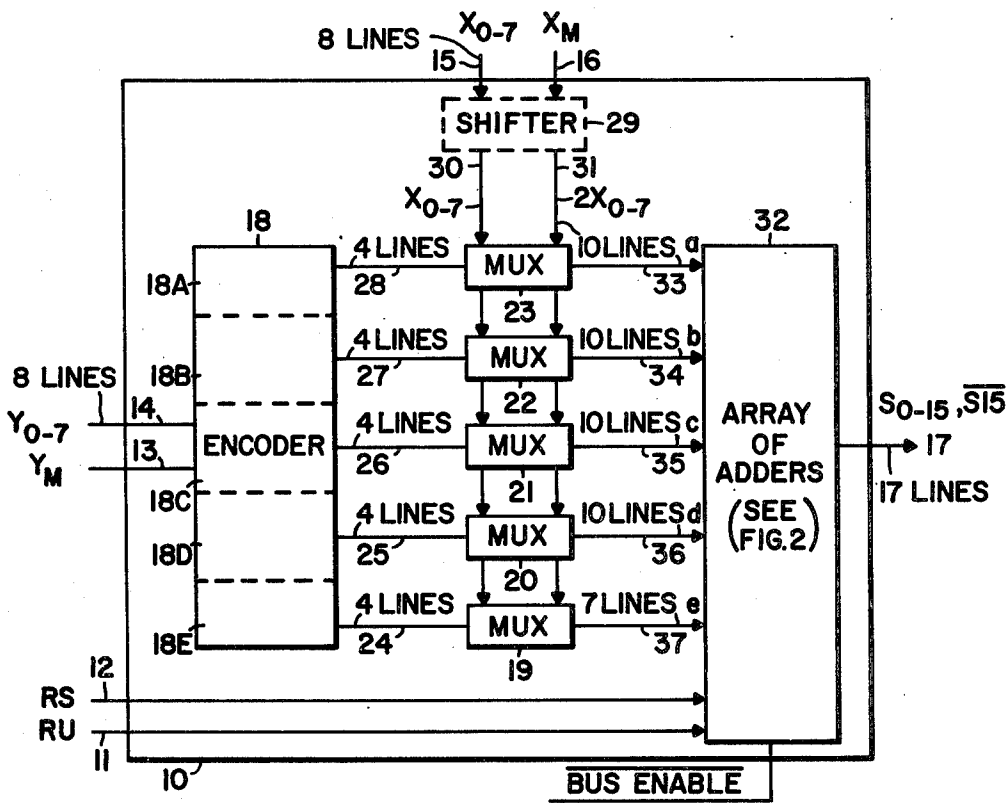 X0-7 XM
8 LINES
15 16
SHIFTER 29
30 31
X0-7 2X0-7
18 32
4 LINES 10 LINES a
18A MUX
28 23 33
4 LINES 10 LINES b
18B MUX
27 22 34
8 LINES
14
Y0-7
4 LINES 10 LINES c
ENCODER MUX
26 21 35
YM 13
18C
ARRAY
OF
ADDERS
(SEE
FIG.2)
S0-15, S̅1̅5̅
17
17 LINES
4 LINES 10 LINES d
18D MUX
25 20 36
4 LINES 7 LINES e
18E MUX
24 19 37
12
RS
RU
11
10
B̅U̅S̅ ̅E̅N̅A̅B̅L̅E̅